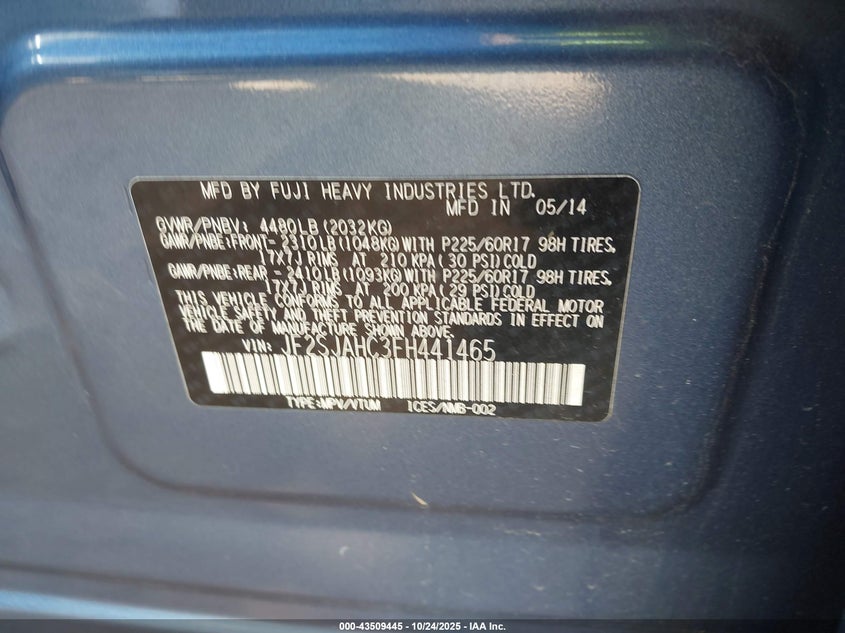 MFD BY FUJI HEAVY INDUSTRIES LTD.
MFD IN 05/14
GVWR/PNBV: 4480LB(2032KG)
GAWR/PNBE:FRONT- 2310LB(1048KG)WITH P225/60R17 98H TIRES,
17X7J RIMS AT 210 KPA(30 PSI)COLD
GAWR/PNBE:REAR - 2410LB(1093KG)WITH P225/60R17 98H TIRES,
17X7J RIMS AT 200 KPA(29 PSI)COLD
THIS VEHICLE CONFORMS TO ALL APPLICABLE FEDERAL MOTOR
VEHICLE SAFETY AND THEFT PREVENTION STANDARDS IN EFFECT ON
THE DATE OF MANUFACTURE SHOWN ABOVE.
VIN: JF2SJAHC3FH441465
TYPE:MPV/VTUM ICES/NMB-002
000-43509445 - 10/24/2025 - IAA Inc.